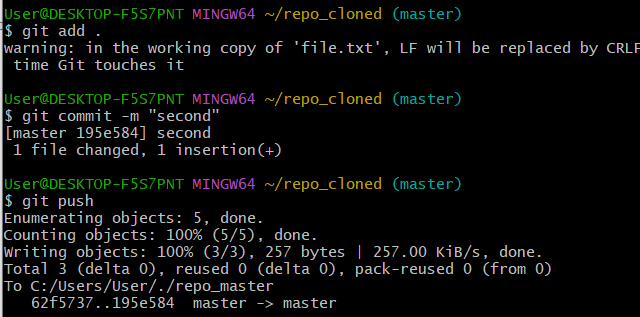 User@DESKTOP-F5S7PNT MINGW64 ~/repo_cloned (master)
$ git add .
warning: in the working copy of 'file.txt', LF will be replaced by CRLF
 time Git touches it

User@DESKTOP-F5S7PNT MINGW64 ~/repo_cloned (master)
$ git commit -m "second"
[master 195e584] second
 1 file changed, 1 insertion(+)

User@DESKTOP-F5S7PNT MINGW64 ~/repo_cloned (master)
$ git push
Enumerating objects: 5, done.
Counting objects: 100% (5/5), done.
Writing objects: 100% (3/3), 257 bytes | 257.00 KiB/s, done.
Total 3 (delta 0), reused 0 (delta 0), pack-reused 0 (from 0)
To C:/Users/User/./repo_master
   62f5737..195e584  master -> master